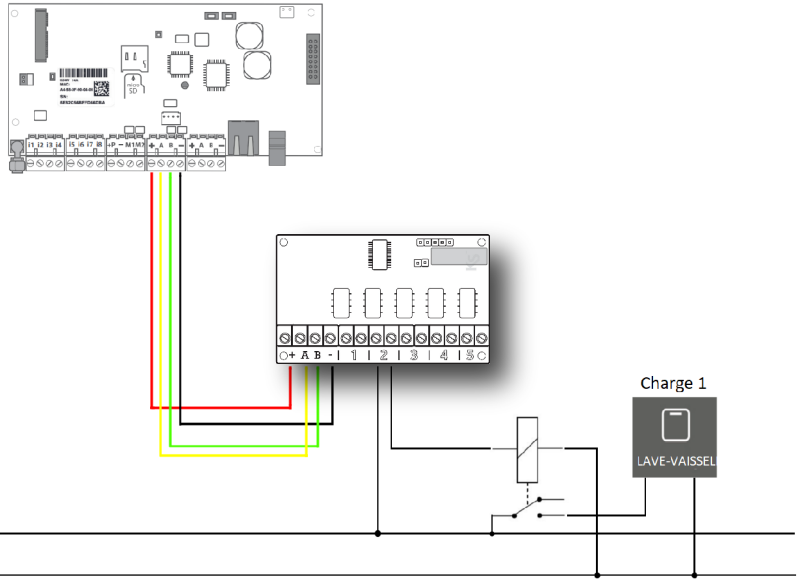 SD
i1 i2 i3 i4 i5 i6 i7 i8 +P - M1 M2 + A B - + A B -
+ A B - 1 2 3 4 5
Charge 1
LAVE-VAISSEL